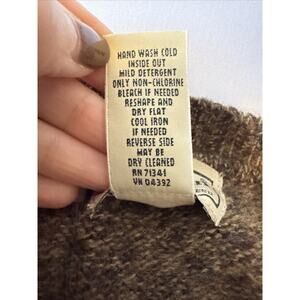 HAND WASH COLD
INSIDE OUT
MILD DETERGENT
ONLY NON-CHLORINE
BLEACH IF NEEDED
RESHAPE AND
DRY FLAT
COOL IRON
IF NEEDED
REVERSE SIDE
MAY BE
DRY CLEANED
RN 71341
VN 04392